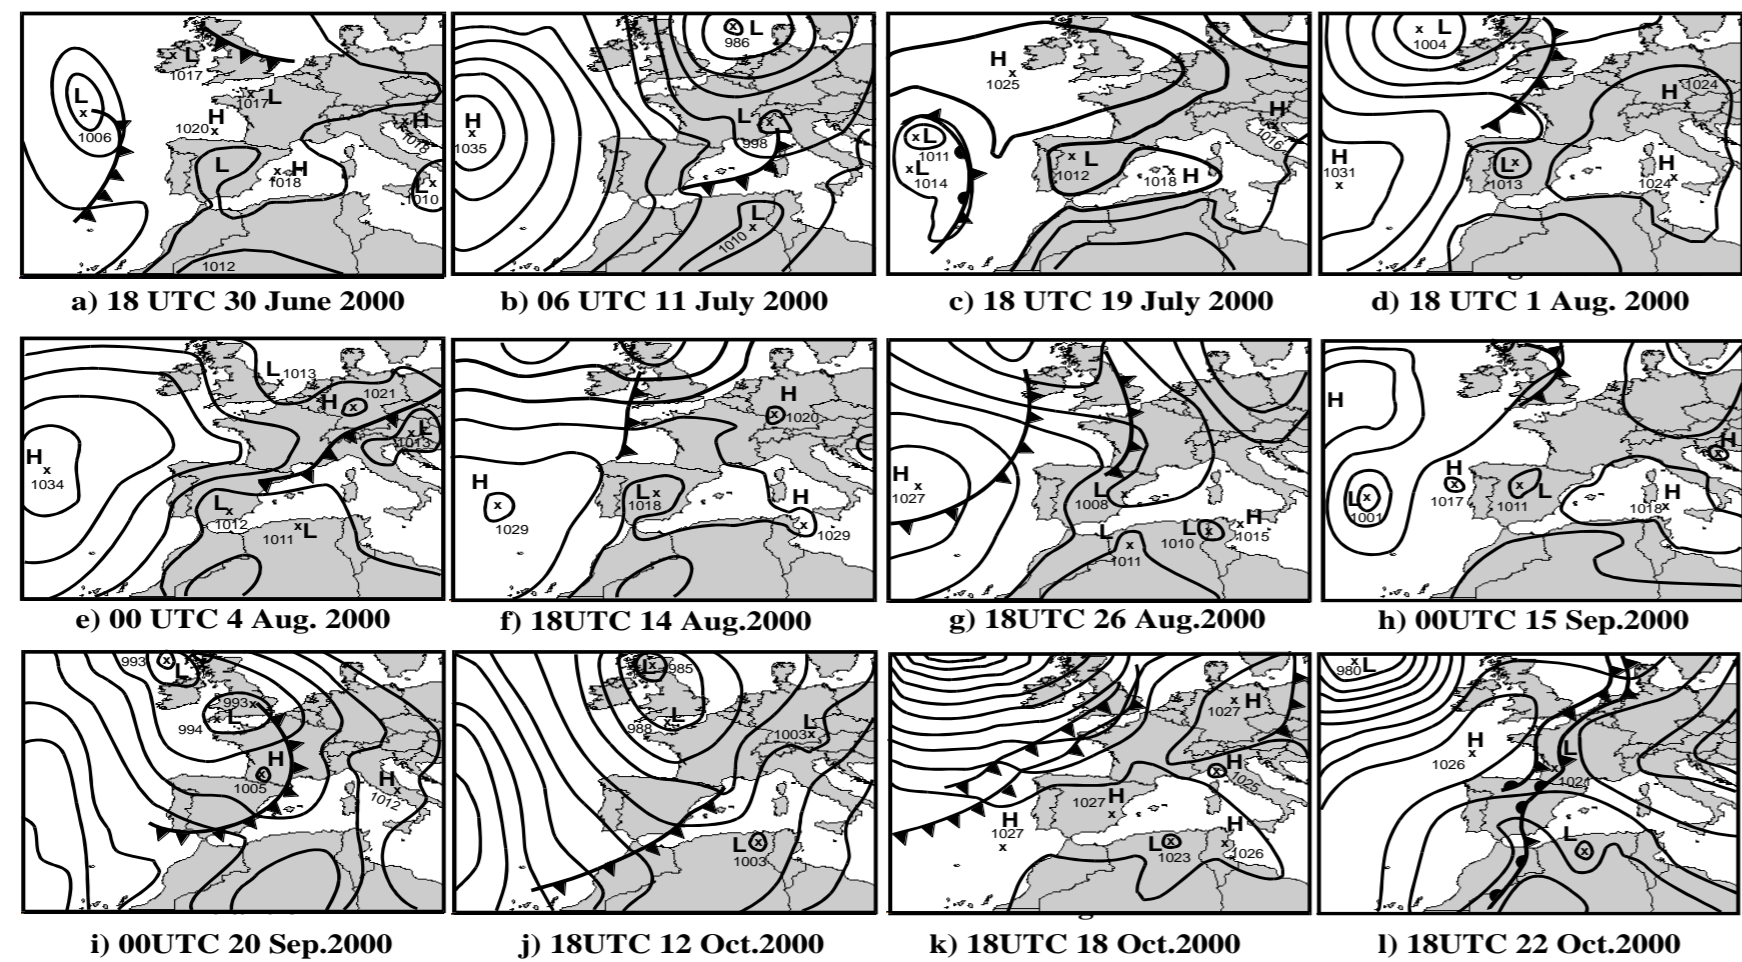 L
1017
L
1006
1017
L
H
1020
H
1018
L
H
1018
L
1010
1012
a) 18 UTC 30 June 2000
L
986
H
1035
L
998
L
1010
b) 06 UTC 11 July 2000
H
1025
L
1011
L
1014
L
1012
1018
H
H
1016
c) 18 UTC 19 July 2000
L
1004
1024
H
H
1031
L
1013
H
1024
d) 18 UTC 1 Aug. 2000
L
1013
1021
H
L
1013
H
1034
L
1012
1011
L
e) 00 UTC 4 Aug. 2000
H
1020
H
1029
L
1018
H
1029
f) 18UTC 14 Aug.2000
H
1027
L
1008
L
1011
L
1010
H
1015
g) 18UTC 26 Aug.2000
H
H
L
1001
H
1017
L
1011
H
1018
h) 00UTC 15 Sep.2000
993
L
993
994
L
H
1005
H
1012
i) 00UTC 20 Sep.2000
L
985
L
988
L
1003
L
1003
j) 18UTC 12 Oct.2000
1027
H
H
1025
1027
H
H
1027
L
1023
H
1026
k) 18UTC 18 Oct.2000
980
L
H
1026
L
1021
L
l) 18UTC 22 Oct.2000